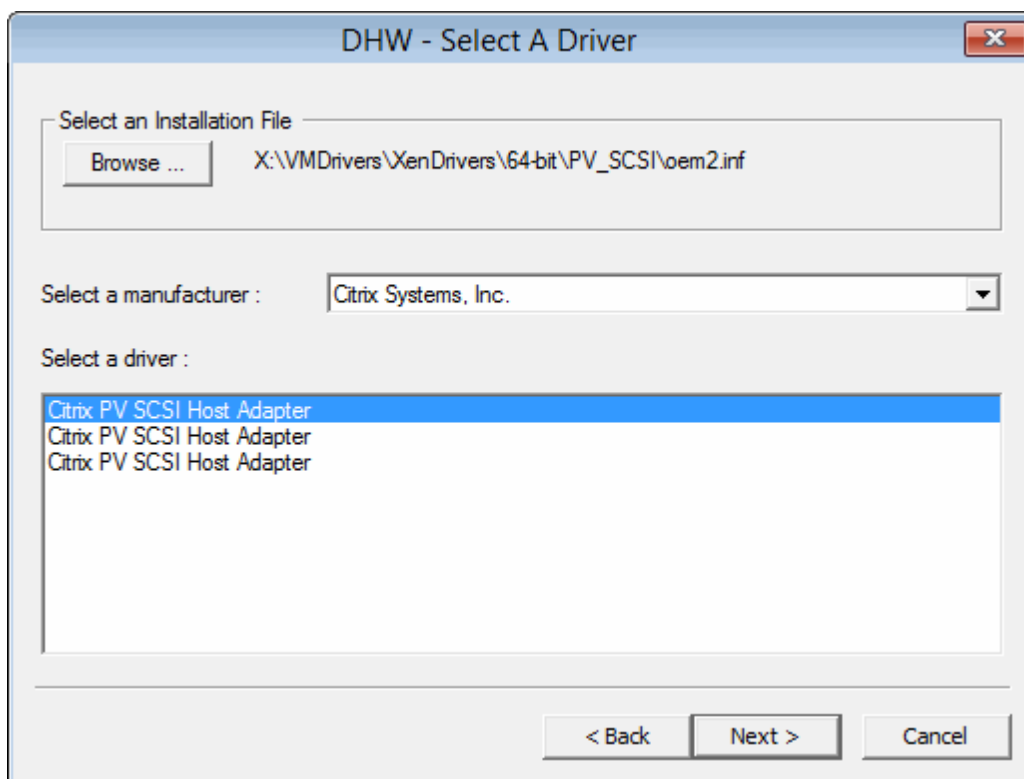 DHW - Select A Driver
Select an Installation File
Browse ...
X:\VMDrivers\XenDrivers\64-bit\PV_SCSI\oem2.inf
Select a manufacturer :
Citrix Systems, Inc.
Select a driver :
Citrix PV SCSI Host Adapter
Citrix PV SCSI Host Adapter
Citrix PV SCSI Host Adapter
< Back
Next >
Cancel